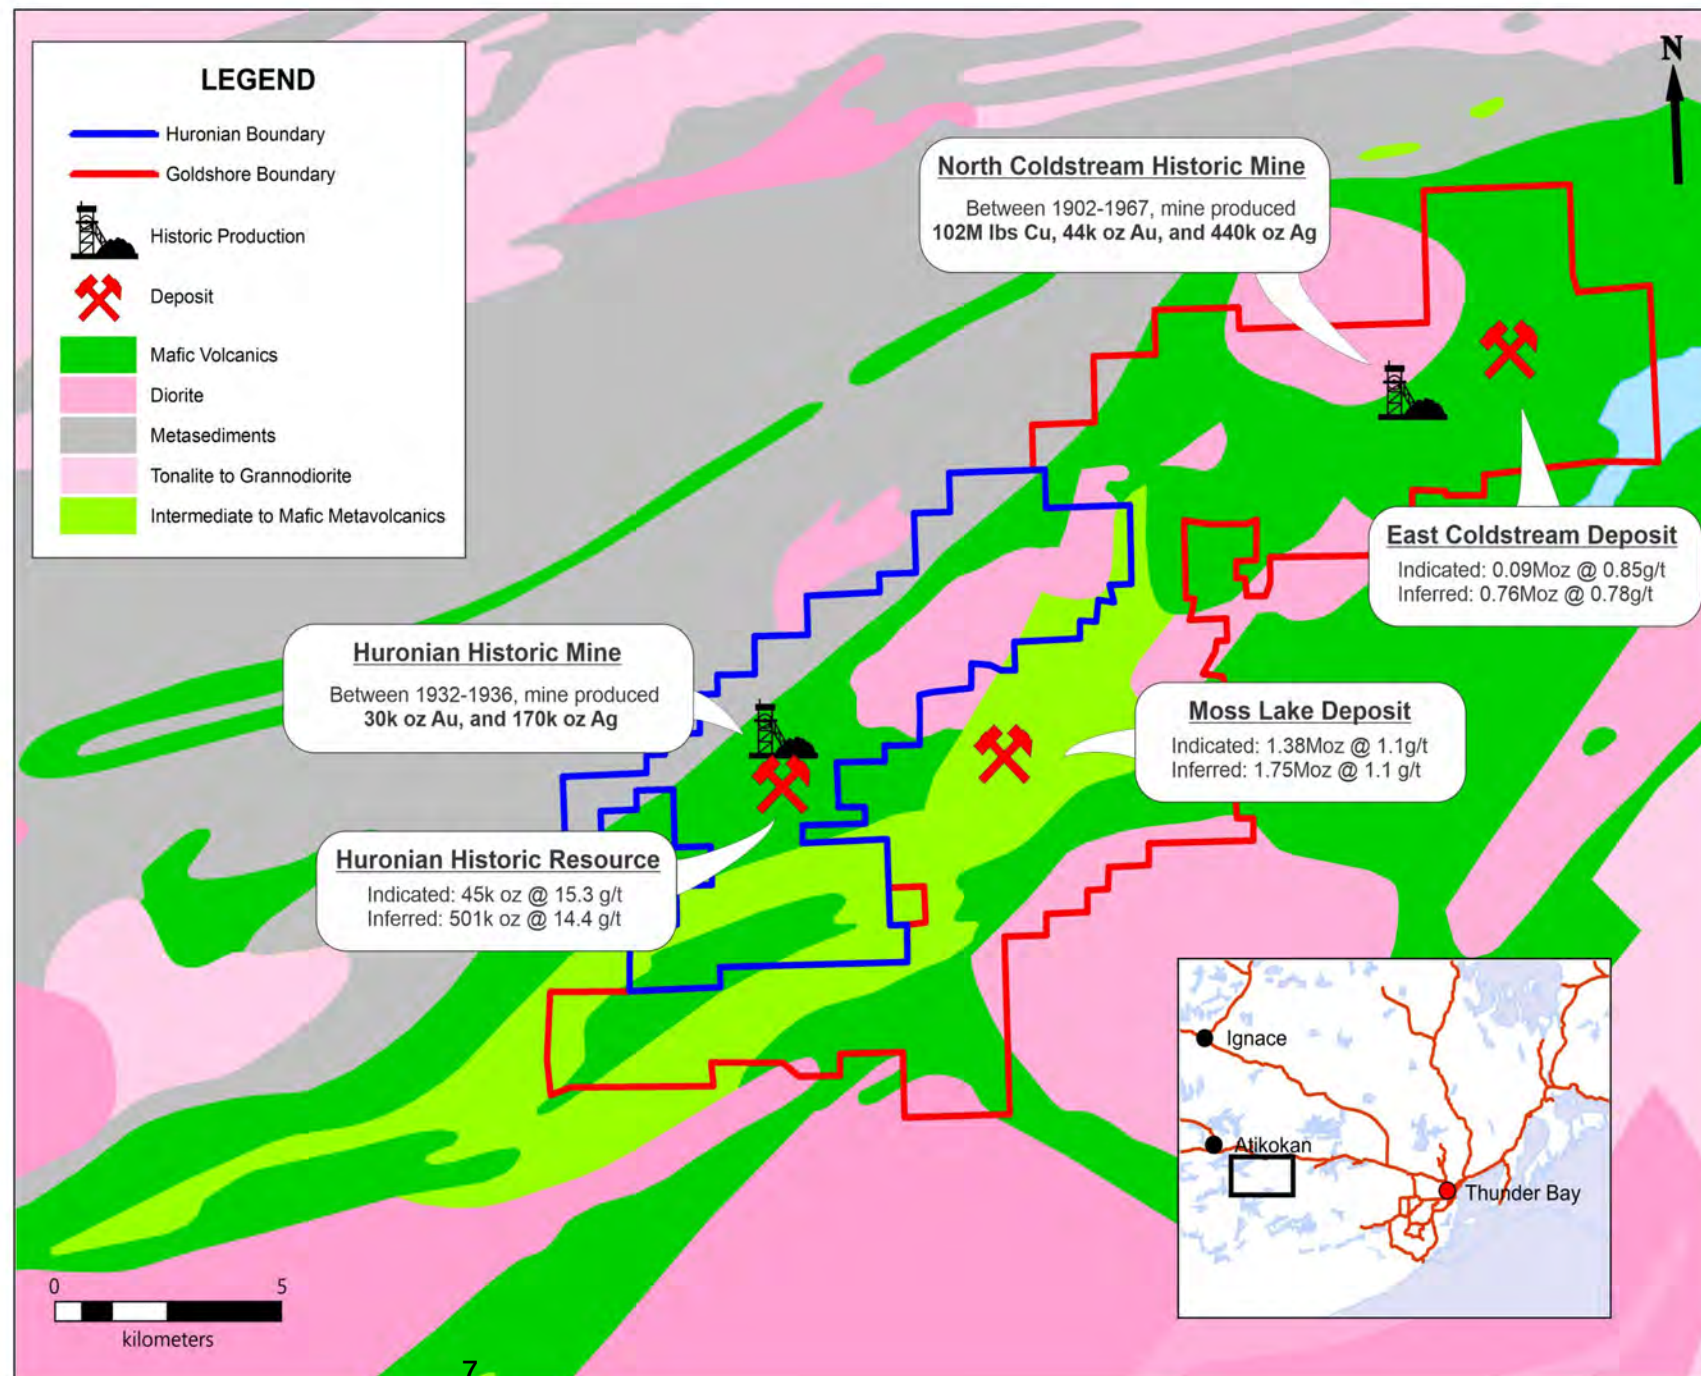 LEGEND
Huronian Boundary
Goldshore Boundary
Historic Production
Deposit
Mafic Volcanics
Diorite
Metasediments
Tonalite to Grannodiorite
Intermediate to Mafic Metavolcanics
N
North Coldstream Historic Mine
Between 1902-1967, mine produced
102M lbs Cu, 44k oz Au, and 440k oz Ag
East Coldstream Deposit
Indicated: 0.09Moz @ 0.85g/t
Inferred: 0.76Moz @ 0.78g/t
Huronian Historic Mine
Between 1932-1936, mine produced
30k oz Au, and 170k oz Ag
Moss Lake Deposit
Indicated: 1.38Moz @ 1.1g/t
Inferred: 1.75Moz @ 1.1 g/t
Huronian Historic Resource
Indicated: 45k oz @ 15.3 g/t
Inferred: 501k oz @ 14.4 g/t
Ignace
Atikokan
Thunder Bay
0 5
kilometers
7